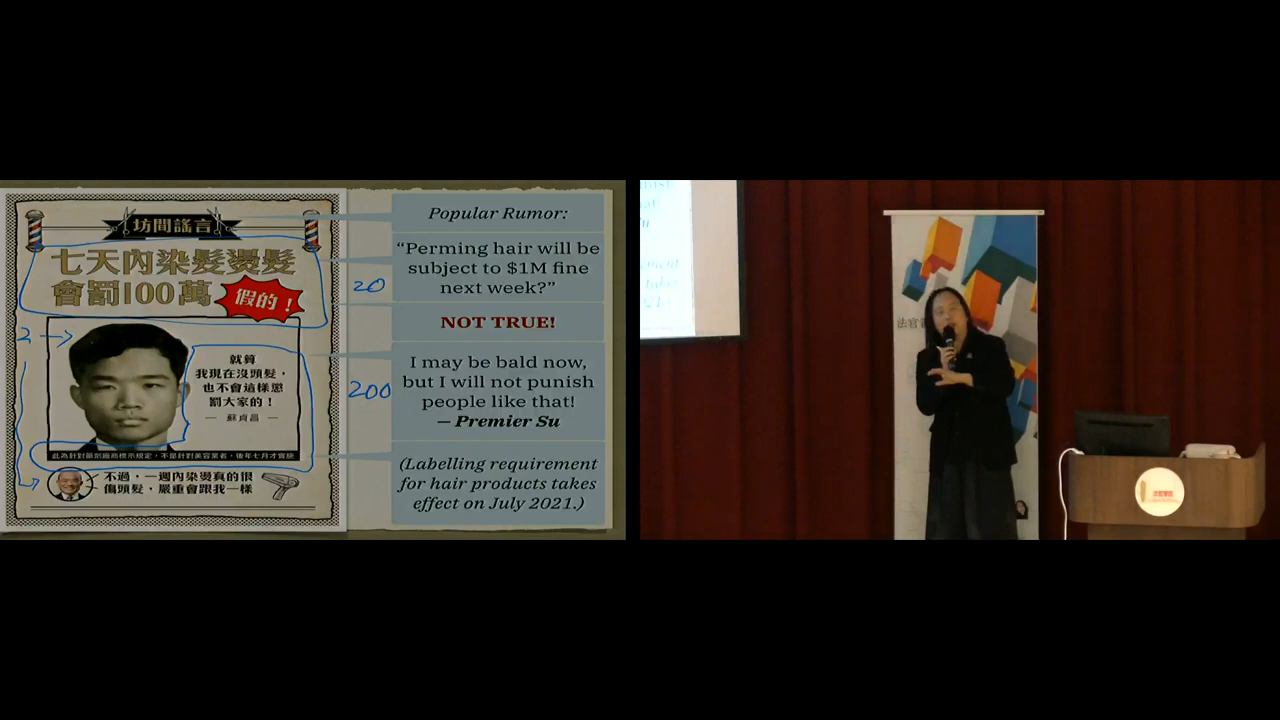 坊間謠言
七天內染髮燙髮
會罰100萬
假的！
20
2
就算
我現在沒頭髮，
也不會這樣懲
罰大家的！
— 蘇貞昌 —
200
此為針對藥劑廠商標示規定，不是針對美容業者，後年七月才實施
不過，一週內染燙真的很
傷頭髮，嚴重會跟我一樣
Popular Rumor:
“Perming hair will be
subject to $1M fine
next week?”
NOT TRUE!
I may be bald now,
but I will not punish
people like that!
— Premier Su
(Labelling requirement
for hair products takes
effect on July 2021.)
法官